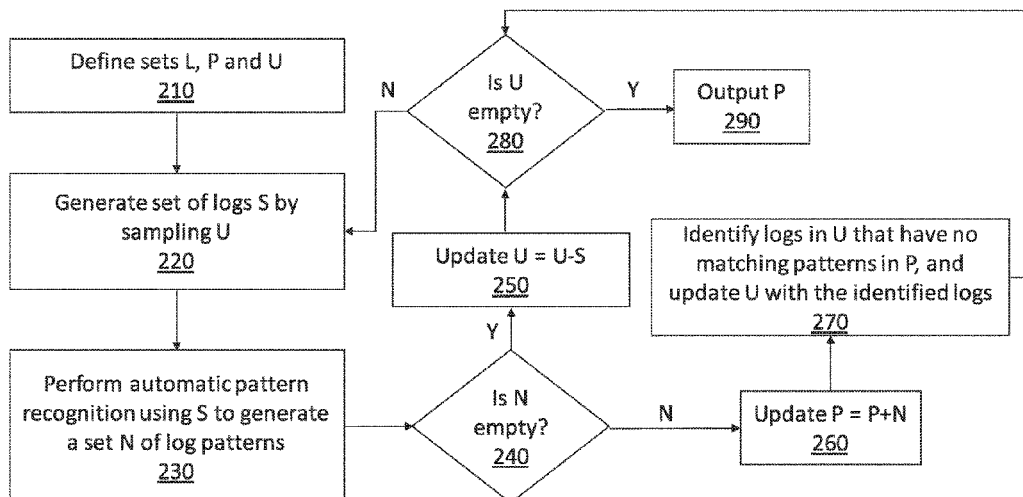 Define sets L, P and U
210
Generate set of logs S by
sampling U
220
Perform automatic pattern
recognition using S to generate
a set N of log patterns
230
Is N
empty?
240
Y
N
Update U = U-S
250
Update P = P+N
260
Identify logs in U that have no
matching patterns in P, and
update U with the identified logs
270
Is U
empty?
280
N
Y
Output P
290